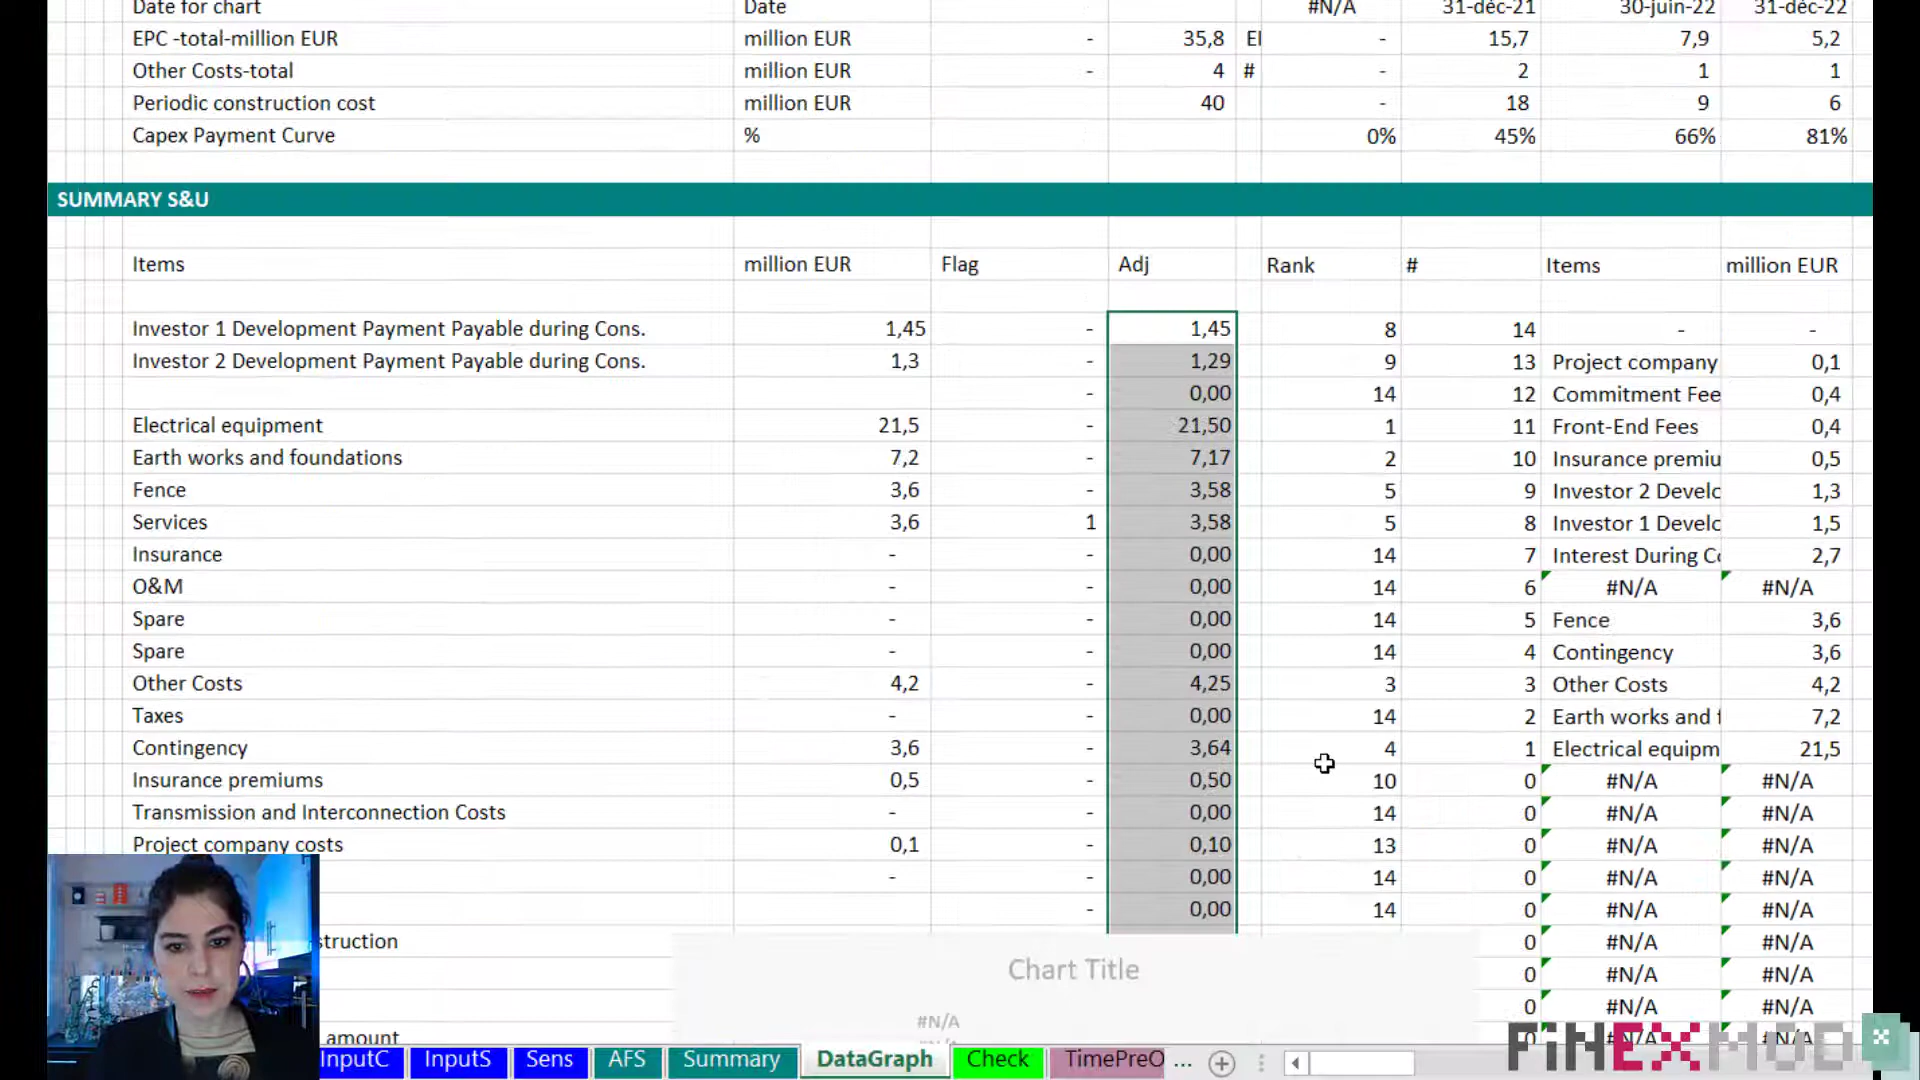 Date for chart Date #N/A 31-déc-21 30-juin-22 31-déc-22
EPC -total-million EUR million EUR - 35,8 - 15,7 7,9 5,2
Other Costs-total million EUR - 4 # - 2 1 1
Periodic construction cost million EUR 40 - 18 9 6
Capex Payment Curve % 0% 45% 66% 81%
SUMMARY S&U
Items million EUR Flag Adj Rank # Items million EUR
Investor 1 Development Payment Payable during Cons. 1,45 - 1,45 8 14 - -
Investor 2 Development Payment Payable during Cons. 1,3 - 1,29 9 13 Project company 0,1
- 0,00 14 12 Commitment Fee 0,4
Electrical equipment 21,5 - 21,50 1 11 Front-End Fees 0,4
Earth works and foundations 7,2 - 7,17 2 10 Insurance premiu 0,5
Fence 3,6 - 3,58 5 9 Investor 2 Develo 1,3
Services 3,6 1 3,58 5 8 Investor 1 Develo 1,5
Insurance - - 0,00 14 7 Interest During Co 2,7
O&M - - 0,00 14 6 #N/A #N/A
Spare - - 0,00 14 5 Fence 3,6
Spare - - 0,00 14 4 Contingency 3,6
Other Costs 4,2 - 4,25 3 3 Other Costs 4,2
Taxes - - 0,00 14 2 Earth works and f 7,2
Contingency 3,6 - 3,64 4 1 Electrical equipm 21,5
Insurance premiums 0,5 - 0,50 10 0 #N/A #N/A
Transmission and Interconnection Costs - - 0,00 14 0 #N/A #N/A
Project company costs 0,1 - 0,10 13 0 #N/A #N/A
- - 0,00 14 0 #N/A #N/A
- 0,00 14 0 #N/A #N/A
struction 0 #N/A #N/A
Chart Title 0 #N/A #N/A
#N/A 0 #N/A #N/A
amount #N/A
FiNEXMOD
InputC InputS Sens AFS Summary DataGraph Check TimePreO ...